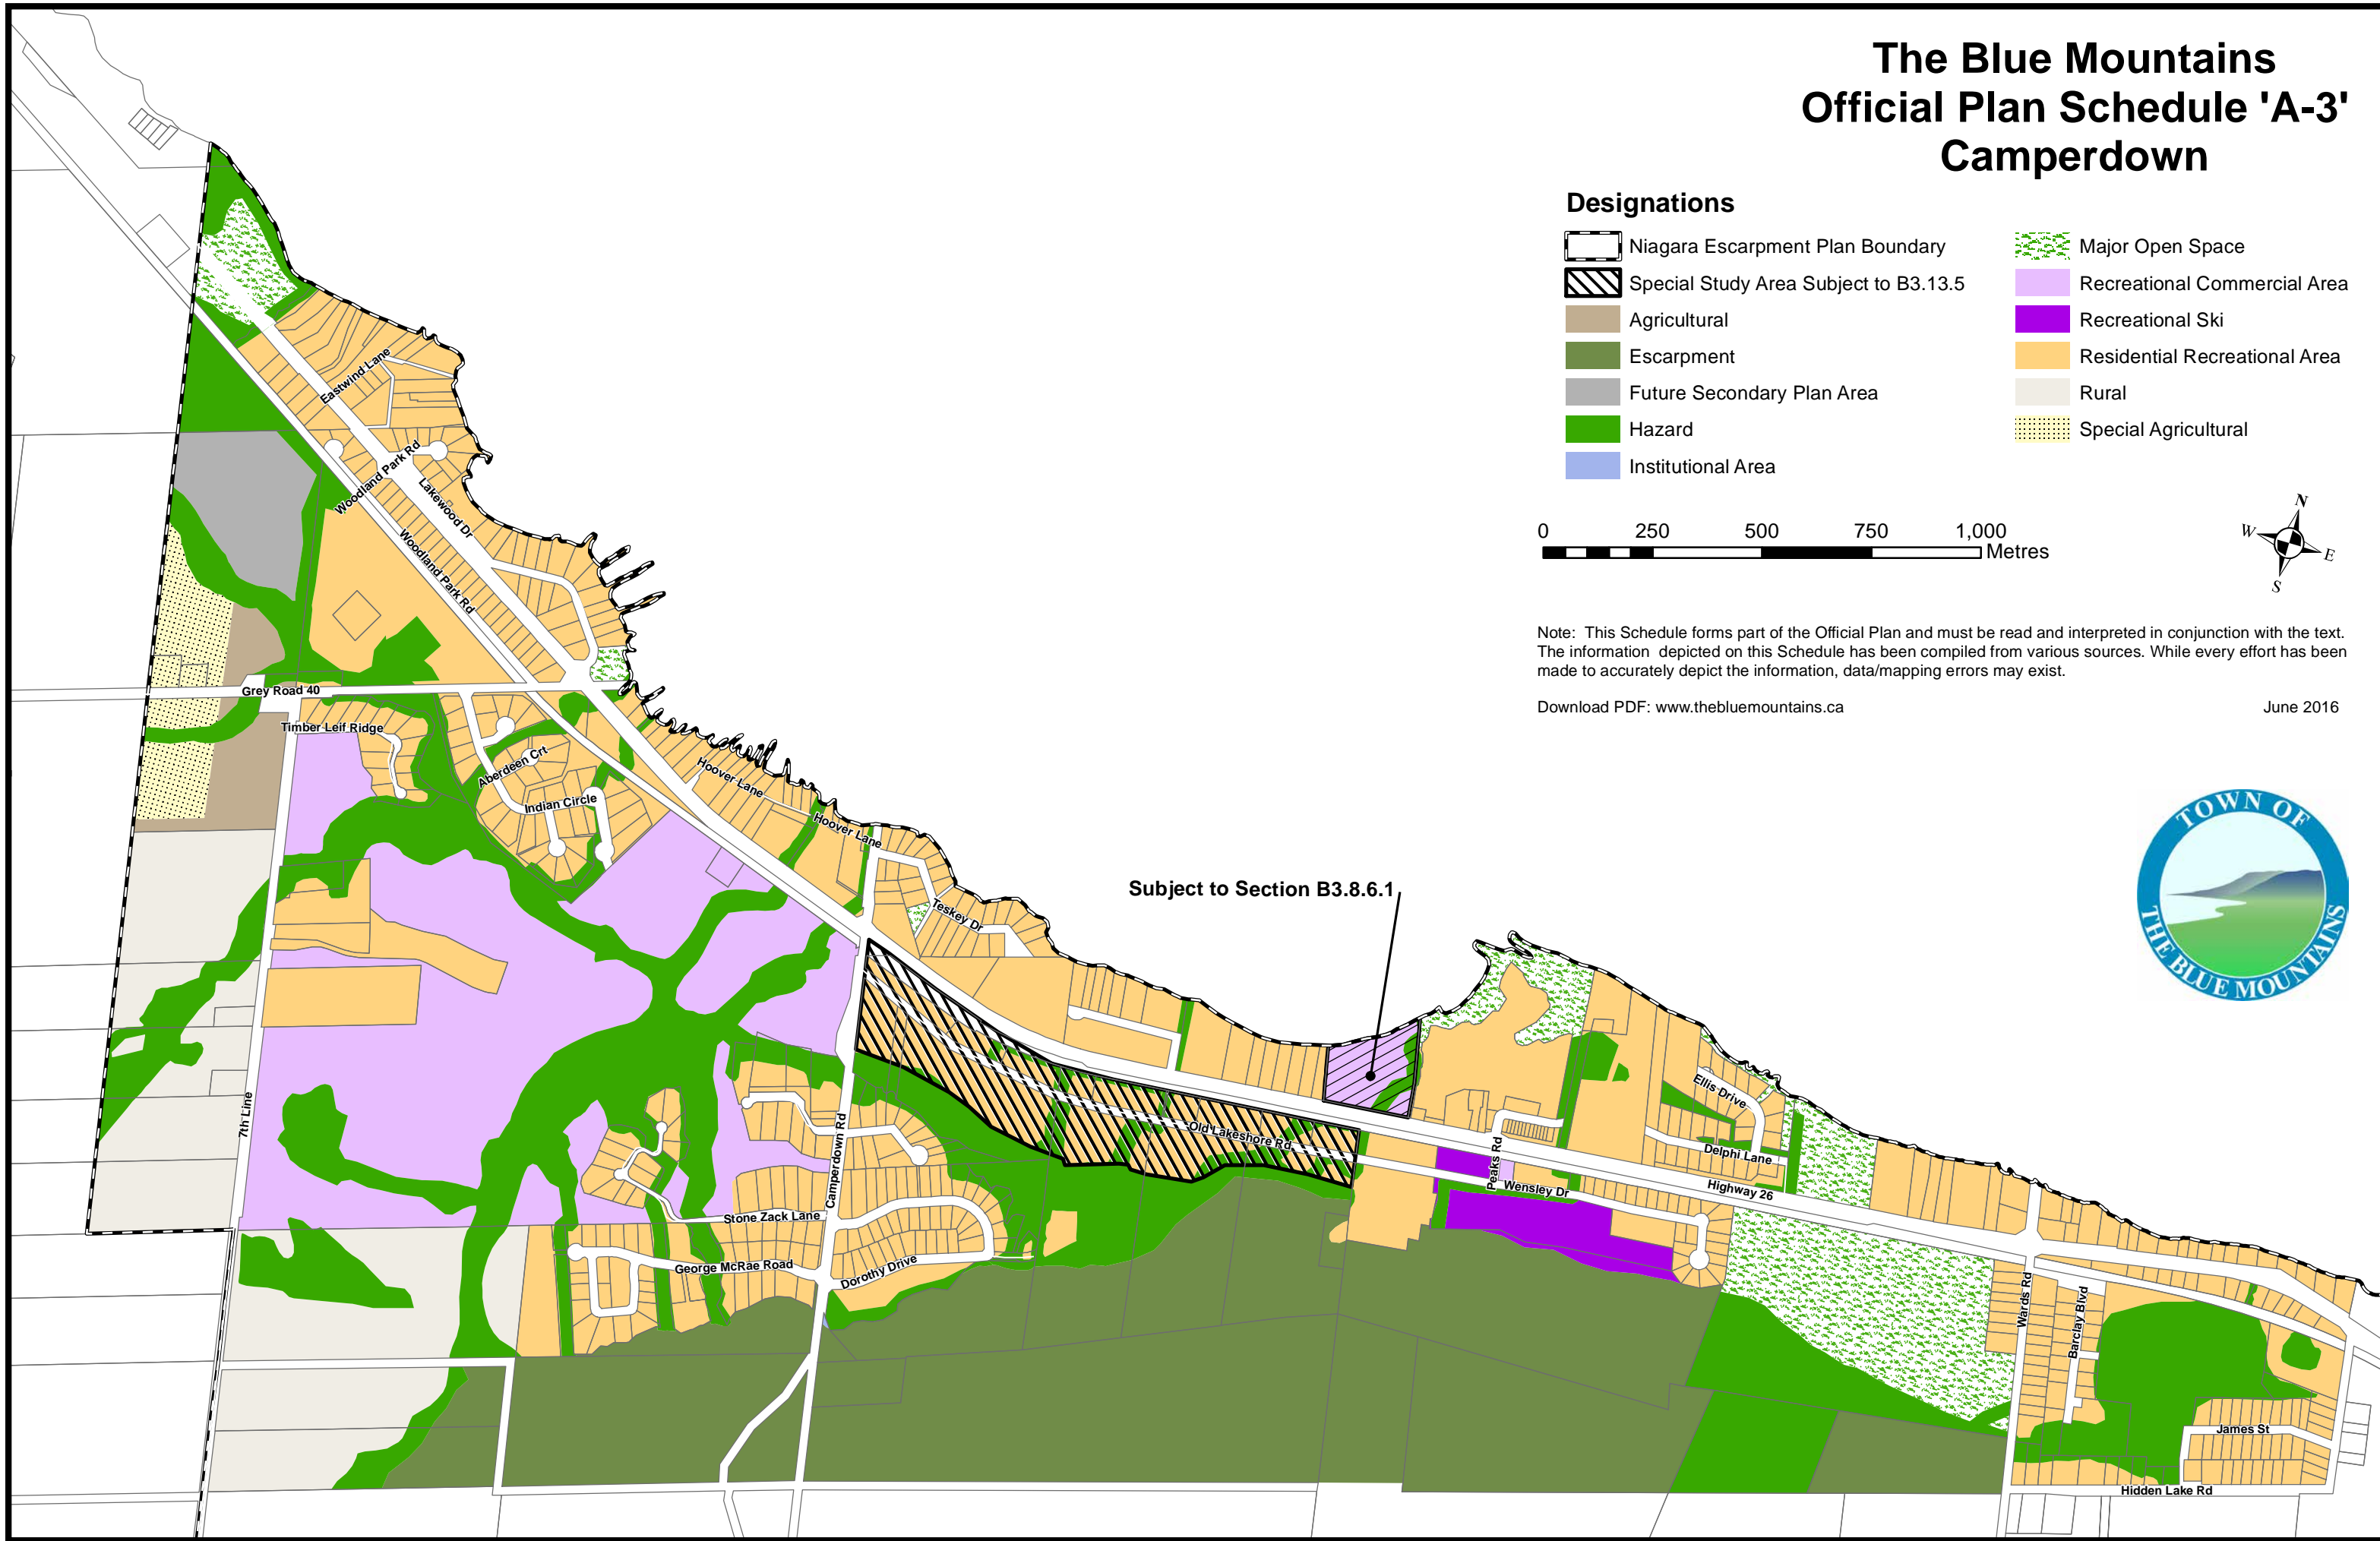 The Blue Mountains
Official Plan Schedule 'A-3'
Camperdown
Designations
Niagara Escarpment Plan Boundary
Special Study Area Subject to B3.13.5
Agricultural
Escarpment
Future Secondary Plan Area
Hazard
Institutional Area
Major Open Space
Recreational Commercial Area
Recreational Ski
Residential Recreational Area
Rural
Special Agricultural
0 250 500 750 1,000
Metres
N
W
E
S
Note: This Schedule forms part of the Official Plan and must be read and interpreted in conjunction with the text.
The information depicted on this Schedule has been compiled from various sources. While every effort has been
made to accurately depict the information, data/mapping errors may exist.
Download PDF: www.thebluemountains.ca
June 2016
TOWN OF
THE BLUE MOUNTAINS
Eastwind Lane
Woodland Park Rd
Lakewood Dr
Woodland Park Rd
Grey Road 40
Timber Leif Ridge
Aberdeen Crt
Indian Circle
Hoover Lane
Hoover Lane
Teskey Dr
Subject to Section B3.8.6.1
7th Line
Camperdown Rd
Old Lakeshore Rd
Peaks Rd
Wensley Dr
Ellis Drive
Delphi Lane
Highway 26
Stone Zack Lane
George McRae Road
Dorothy Drive
Wards Rd
Barclay Blvd
James St
Hidden Lake Rd